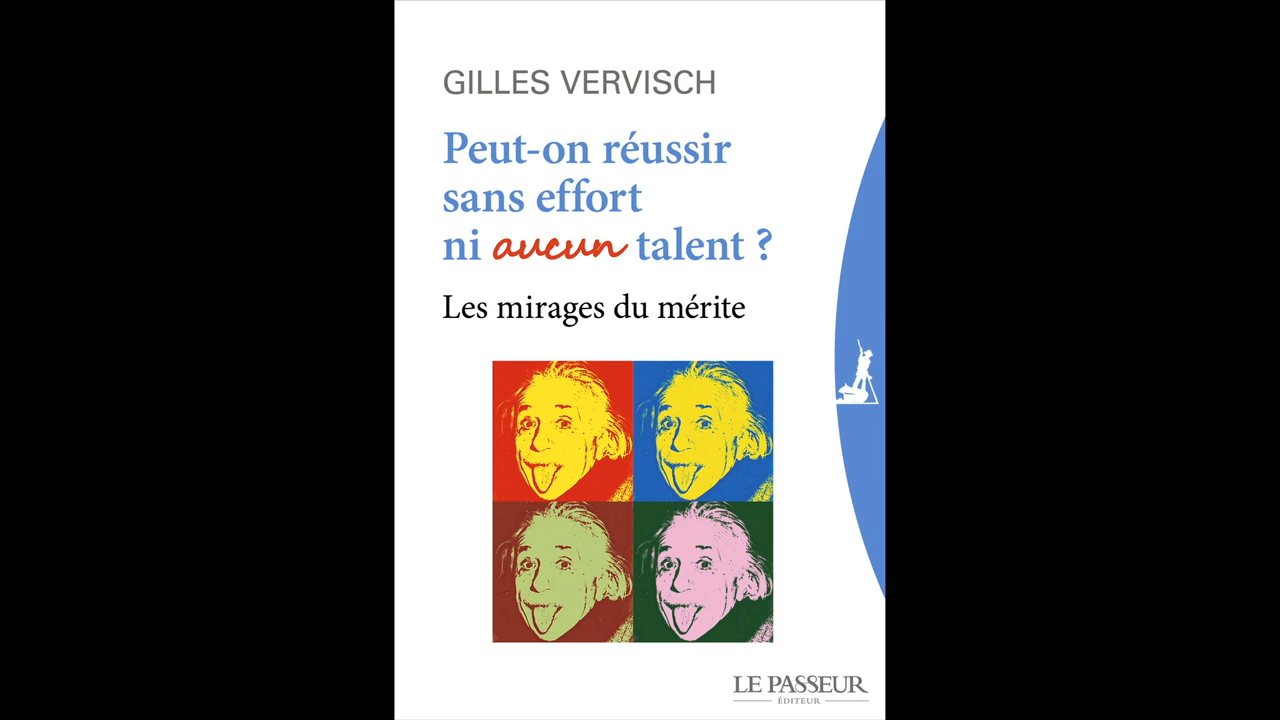 GILLES VERVISCH
Peut-on réussir
sans effort
ni aucun talent ?
Les mirages du mérite
LE PASSEUR
ÉDITEUR